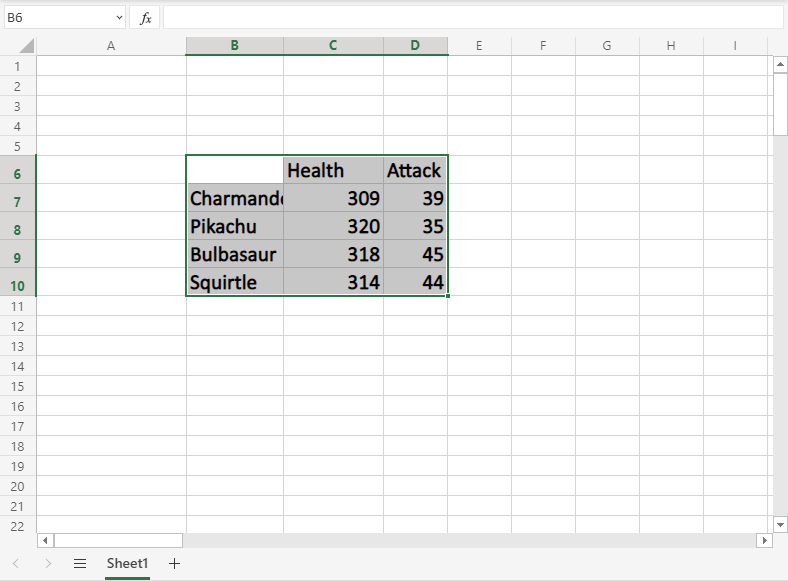 B6 fx
A B C D E F G H I
1
2
3
4
5
6 Health Attack
7 Charmande 309 39
8 Pikachu 320 35
9 Bulbasaur 318 45
10 Squirtle 314 44
11
12
13
14
15
16
17
18
19
20
21
22
Sheet1